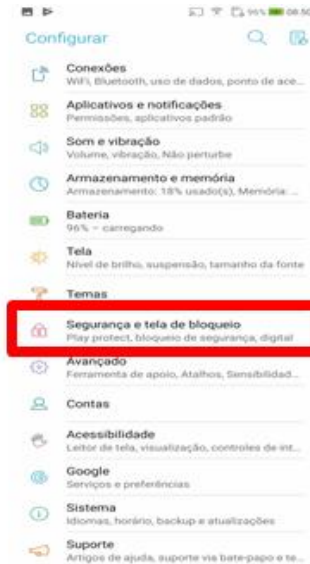 96% 08:50
Configurar
Conexões
WiFi, Bluetooth, uso de dados, ponto de ace...
Aplicativos e notificações
Permissões, aplicativos padrão
Som e vibração
Volume, vibração, Não perturbe
Armazenamento e memória
Armazenamento: 18% usado(s), Memória: ...
Bateria
96% - carregando
Tela
Nível de brilho, suspensão, tamanho da fonte
Temas
Segurança e tela de bloqueio
Play protect, bloqueio de segurança, digital
Avançado
Ferramenta de apoio, Atalhos, Sensibilidad...
Contas
Acessibilidade
Leitor de tela, visualização, controles de int...
Google
Serviços e preferências
Sistema
Idiomas, horário, backup e atualizações
Suporte
Artigos de ajuda, suporte via bate-papo e te...